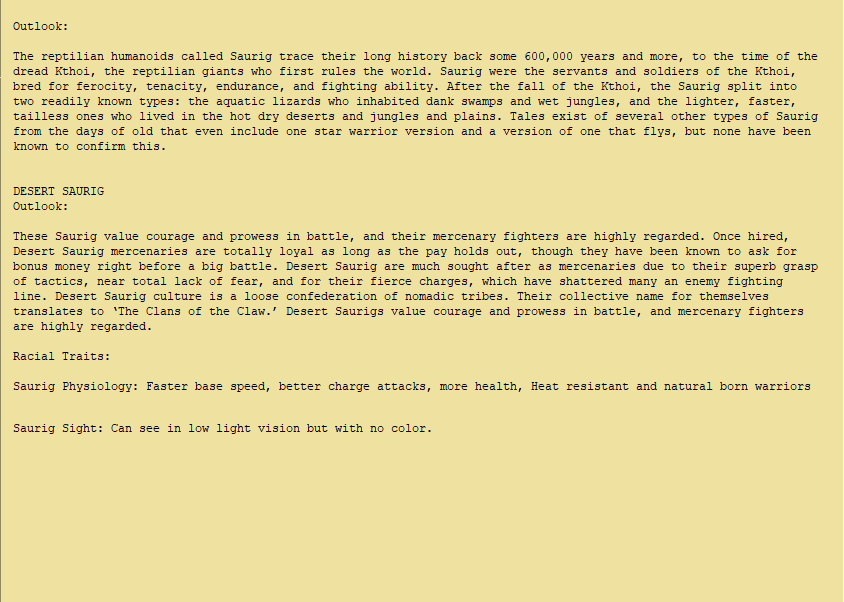 Outlook:
The reptilian humanoids called Saurig trace their long history back some 600,000 years and more, to the time of the
dread Kthoi, the reptilian giants who first rules the world. Saurig were the servants and soldiers of the Kthoi,
bred for ferocity, tenacity, endurance, and fighting ability. After the fall of the Kthoi, the Saurig split into
two readily known types: the aquatic lizards who inhabited dank swamps and wet jungles, and the lighter, faster,
tailless ones who lived in the hot dry deserts and jungles and plains. Tales exist of several other types of Saurig
from the days of old that even include one star warrior version and a version of one that flys, but none have been
known to confirm this.
DESERT SAURIG
Outlook:
These Saurig value courage and prowess in battle, and their mercenary fighters are highly regarded. Once hired,
Desert Saurig mercenaries are totally loyal as long as the pay holds out, though they have been known to ask for
bonus money right before a big battle. Desert Saurig are much sought after as mercenaries due to their superb grasp
of tactics, near total lack of fear, and for their fierce charges, which have shattered many an enemy fighting
line. Desert Saurig culture is a loose confederation of nomadic tribes. Their collective name for themselves
translates to ‘The Clans of the Claw.’ Desert Saurigs value courage and prowess in battle, and mercenary fighters
are highly regarded.
Racial Traits:
Saurig Physiology: Faster base speed, better charge attacks, more health, Heat resistant and natural born warriors
Saurig Sight: Can see in low light vision but with no color.